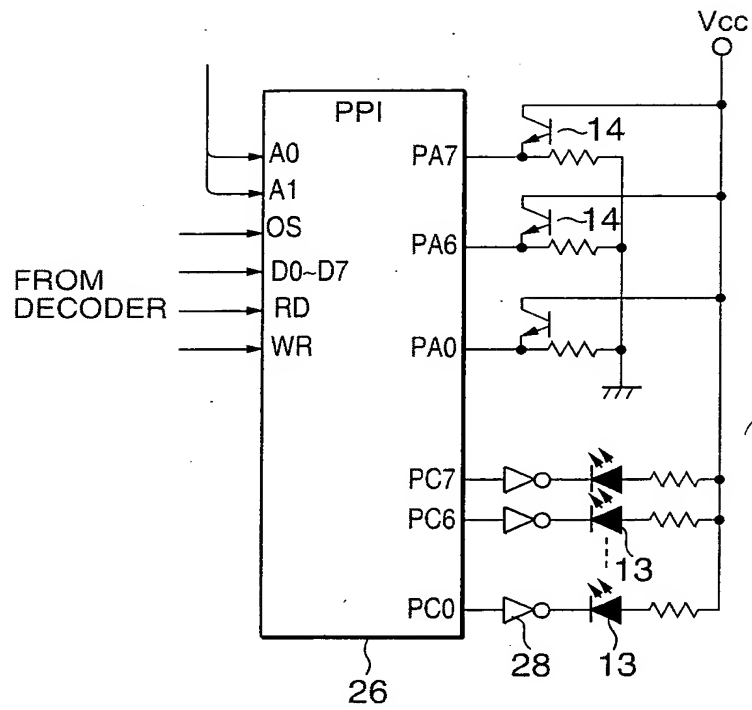 Vcc
PPI
A0
A1
OS
D0~D7
RD
WR
FROM
DECODER
PA7
PA6
PA0
14
14
PC7
PC6
PC0
13
28
13
26